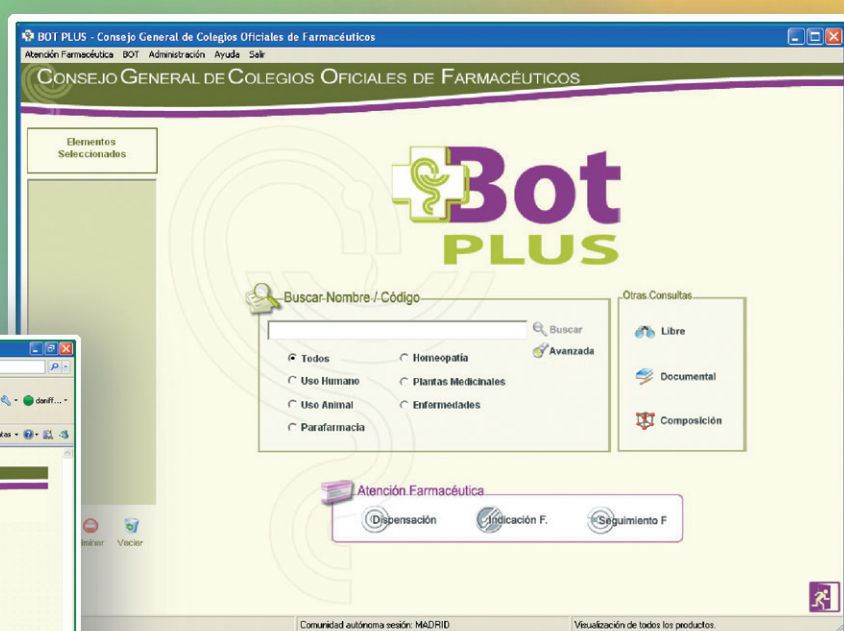 BOT PLUS - Consejo General de Colegios Oficiales de Farmacéuticos
Atención Farmacéutica BOT Administración Ayuda Salir
CONSEJO GENERAL DE COLEGIOS OFICIALES DE FARMACÉUTICOS
Elementos
Seleccionados
Bot
PLUS
Buscar Nombre / Código
Buscar
Avanzada
Todos
Homeopatía
Uso Humano
Plantas Medicinales
Uso Animal
Enfermedades
Parafarmacia
Otras Consultas
Libre
Documental
Composición
Atención Farmacéutica
Dispensación
Indicación F.
Seguimiento F
Vaciar
Comunidad autónoma sesión: MADRID
Visualización de todos los productos.